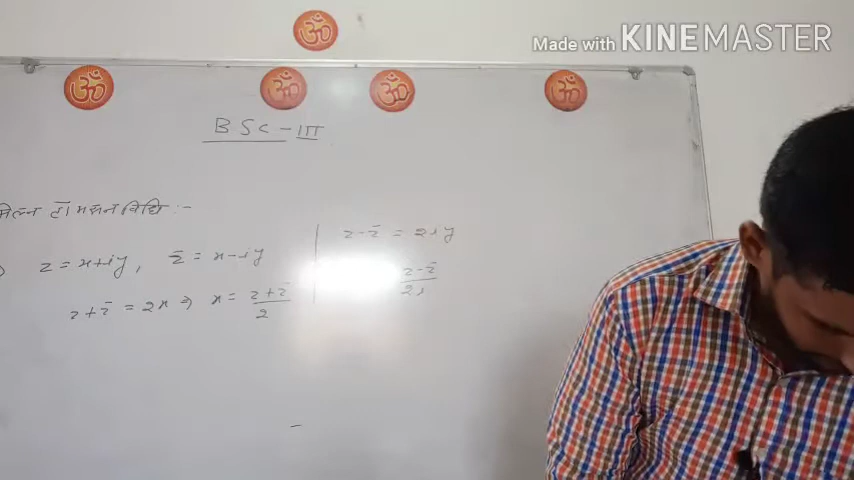 Made with KINEMASTER
ॐ
ॐ ॐ ॐ ॐ
BSC-III
मिल्न टॉमसन विधि :-
z = x+iy, z̄ = x-iy
z+z̄ = 2x ⇒ x = (z+z̄)/2
z-z̄ = 2iy
(z-z̄)/2i